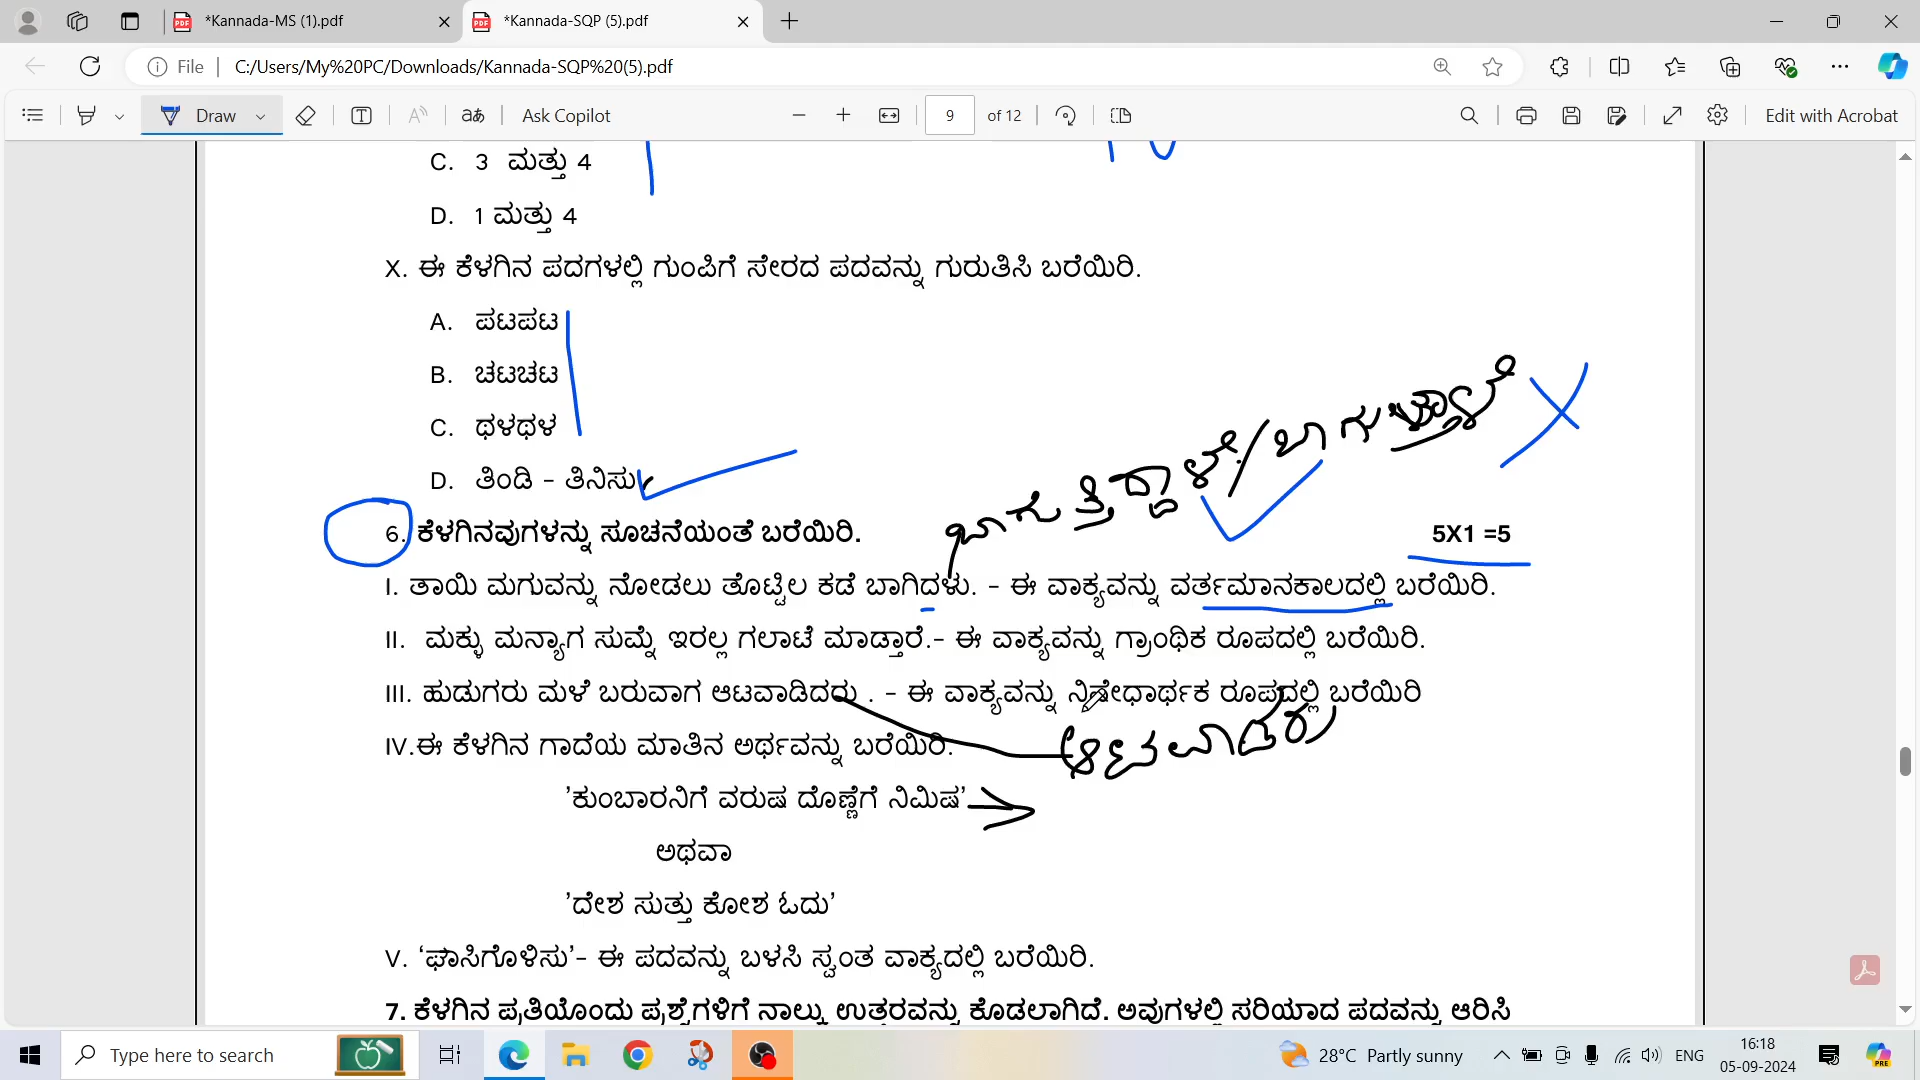 *Kannada-MS (1).pdf
*Kannada-SQP (5).pdf
File
C:/Users/My%20PC/Downloads/Kannada-SQP%20(5).pdf
Draw
aあ
Ask Copilot
9
of 12
Edit with Acrobat
C. 3 ಮತ್ತು 4
D. 1 ಮತ್ತು 4
X. ಈ ಕೆಳಗಿನ ಪದಗಳಲ್ಲಿ ಗುಂಪಿಗೆ ಸೇರದ ಪದವನ್ನು ಗುರುತಿಸಿ ಬರೆಯಿರಿ.
A. ಪಟಪಟ
B. ಚಟಚಟ
C. ಥಳಥಳ
D. ತಿಂಡಿ - ತಿನಿಸು
ಬಾಗುತ್ತಿದ್ದಾಳೆ/ಬಾಗುತ್ತಾಳೆ
6. ಕೆಳಗಿನವುಗಳನ್ನು ಸೂಚನೆಯಂತೆ ಬರೆಯಿರಿ.
5X1 =5
I. ತಾಯಿ ಮಗುವನ್ನು ನೋಡಲು ತೊಟ್ಟಿಲ ಕಡೆ ಬಾಗಿದಳು. - ಈ ವಾಕ್ಯವನ್ನು ವರ್ತಮಾನಕಾಲದಲ್ಲಿ ಬರೆಯಿರಿ.
II. ಮಕ್ಳು ಮನ್ಯಾಗ ಸುಮ್ನೆ ಇರಲ್ಲ ಗಲಾಟೆ ಮಾಡ್ತಾರೆ.- ಈ ವಾಕ್ಯವನ್ನು ಗ್ರಾಂಥಿಕ ರೂಪದಲ್ಲಿ ಬರೆಯಿರಿ.
III. ಹುಡುಗರು ಮಳೆ ಬರುವಾಗ ಆಟವಾಡಿದರು . - ಈ ವಾಕ್ಯವನ್ನು ನಿಷೇಧಾರ್ಥಕ ರೂಪದಲ್ಲಿ ಬರೆಯಿರಿ
ಆಟವಾಡರು
IV.ಈ ಕೆಳಗಿನ ಗಾದೆಯ ಮಾತಿನ ಅರ್ಥವನ್ನು ಬರೆಯಿರಿ.
'ಕುಂಬಾರನಿಗೆ ವರುಷ ದೊಣ್ಣೆಗೆ ನಿಮಿಷ'
ಅಥವಾ
'ದೇಶ ಸುತ್ತು ಕೋಶ ಓದು'
V. 'ಘಾಸಿಗೊಳಿಸು'- ಈ ಪದವನ್ನು ಬಳಸಿ ಸ್ವಂತ ವಾಕ್ಯದಲ್ಲಿ ಬರೆಯಿರಿ.
7. ಕೆಳಗಿನ ಪ್ರತಿಯೊಂದು ಪ್ರಶ್ನೆಗಳಿಗೆ ನಾಲ್ಕು ಉತ್ತರವನ್ನು ಕೊಡಲಾಗಿದೆ. ಅವುಗಳಲ್ಲಿ ಸರಿಯಾದ ಪದವನ್ನು ಆರಿಸಿ
Type here to search
28°C Partly sunny
ENG
16:18
05-09-2024
PRE